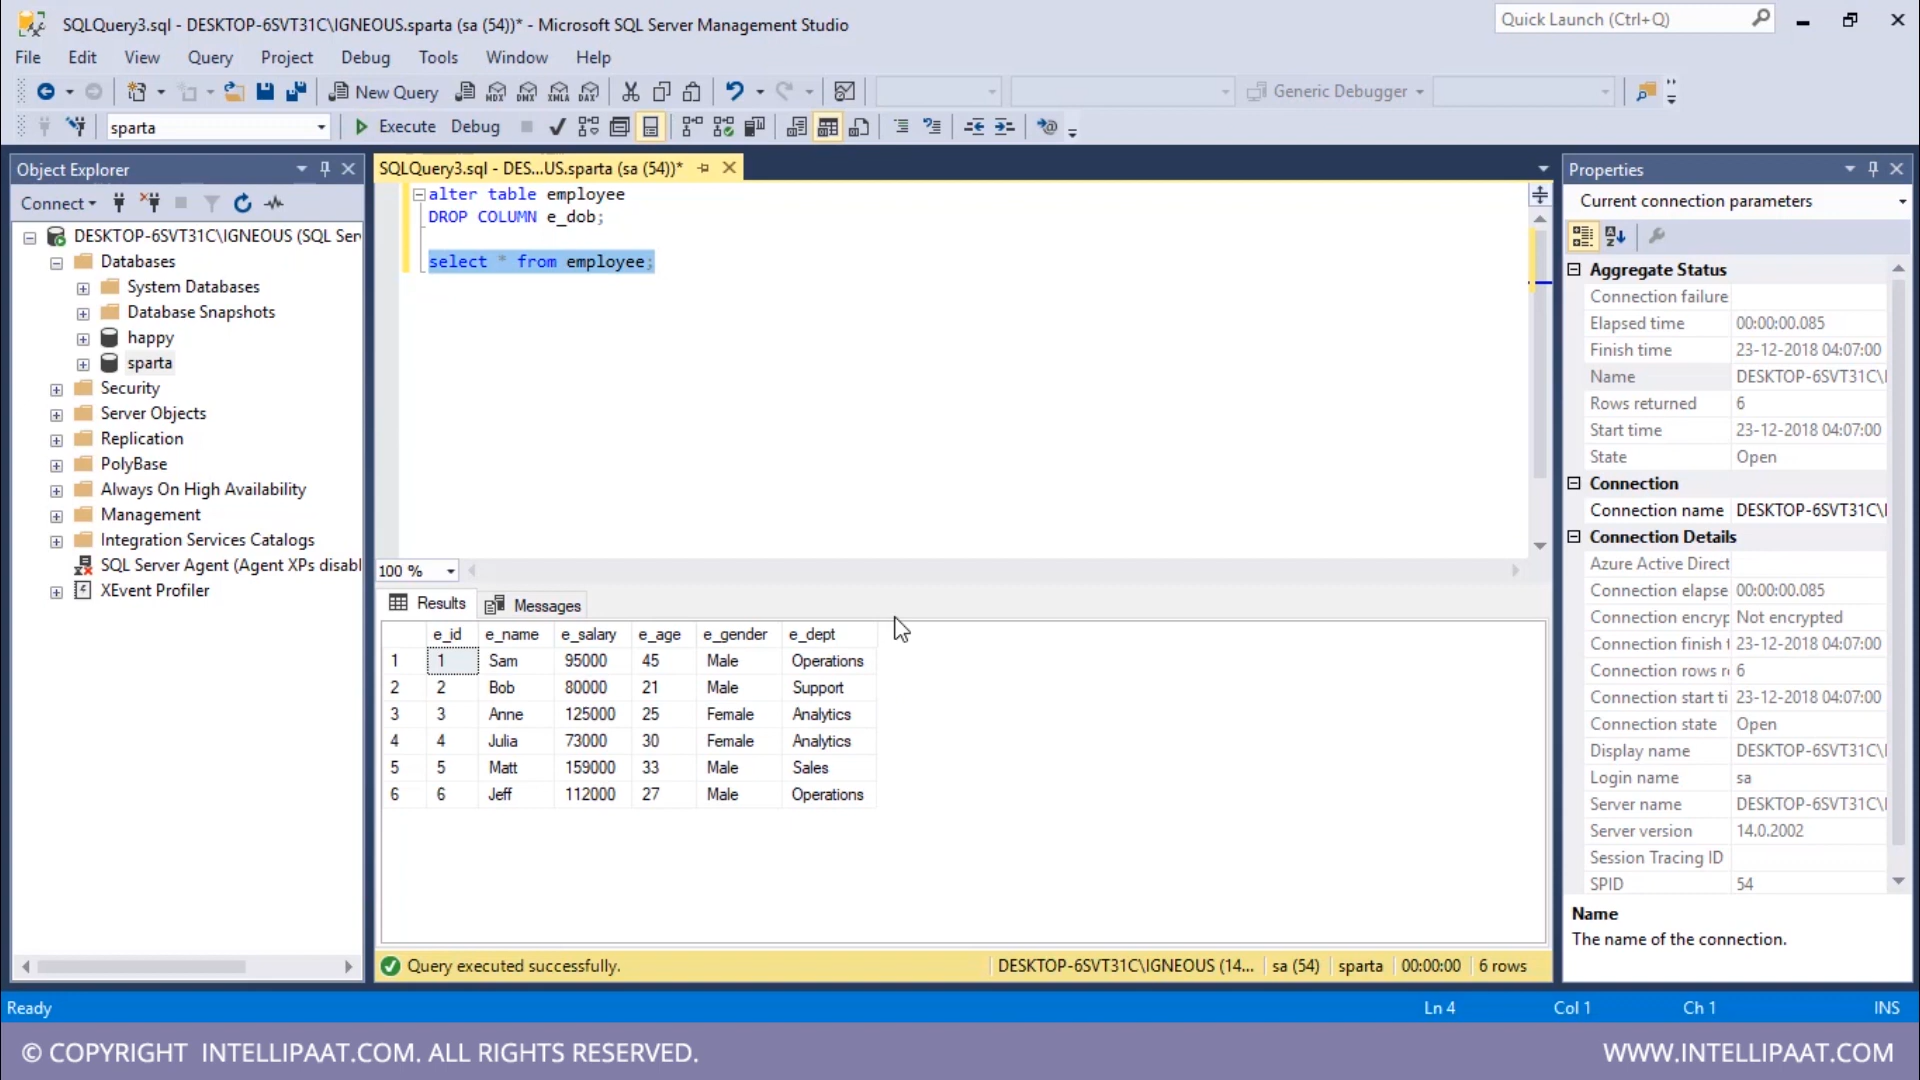 SQLQuery3.sql - DESKTOP-6SVT31C\IGNEOUS.sparta (sa (54))* - Microsoft SQL Server Management Studio
Quick Launch (Ctrl+Q)
File Edit View Query Project Debug Tools Window Help
New Query MDX DMX XMLA DAX Generic Debugger
sparta Execute Debug
Object Explorer
Connect
DESKTOP-6SVT31C\IGNEOUS (SQL Ser
Databases
System Databases
Database Snapshots
happy
sparta
Security
Server Objects
Replication
PolyBase
Always On High Availability
Management
Integration Services Catalogs
SQL Server Agent (Agent XPs disabl
XEvent Profiler
SQLQuery3.sql - DES...US.sparta (sa (54))*
alter table employee
DROP COLUMN e_dob;
select * from employee;
100 %
Results Messages
e_id e_name e_salary e_age e_gender e_dept
1 1 Sam 95000 45 Male Operations
2 2 Bob 80000 21 Male Support
3 3 Anne 125000 25 Female Analytics
4 4 Julia 73000 30 Female Analytics
5 5 Matt 159000 33 Male Sales
6 6 Jeff 112000 27 Male Operations
Query executed successfully. DESKTOP-6SVT31C\IGNEOUS (14... sa (54) sparta 00:00:00 6 rows
Properties
Current connection parameters
Aggregate Status
Connection failure
Elapsed time 00:00:00.085
Finish time 23-12-2018 04:07:00
Name DESKTOP-6SVT31C\I
Rows returned 6
Start time 23-12-2018 04:07:00
State Open
Connection
Connection name DESKTOP-6SVT31C\I
Connection Details
Azure Active Direct
Connection elapse 00:00:00.085
Connection encryp Not encrypted
Connection finish t 23-12-2018 04:07:00
Connection rows r 6
Connection start ti 23-12-2018 04:07:00
Connection state Open
Display name DESKTOP-6SVT31C\I
Login name sa
Server name DESKTOP-6SVT31C\I
Server version 14.0.2002
Session Tracing ID
SPID 54
Name
The name of the connection.
Ready Ln 4 Col 1 Ch 1 INS
© COPYRIGHT INTELLIPAAT.COM. ALL RIGHTS RESERVED. WWW.INTELLIPAAT.COM